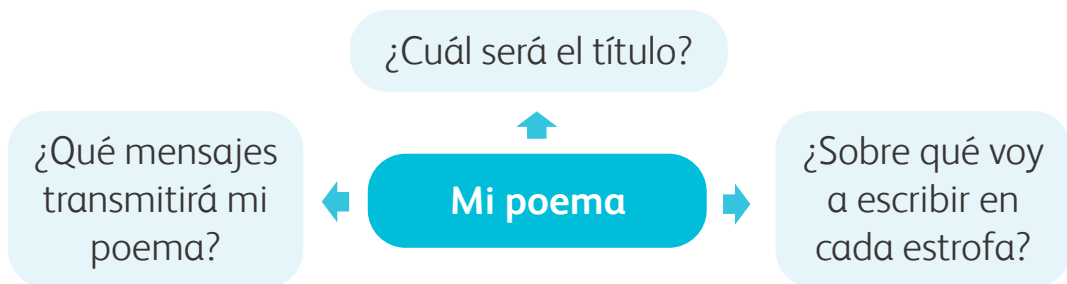 ¿Cuál será el título?
¿Qué mensajes
transmitirá mi
poema?
Mi poema
¿Sobre qué voy
a escribir en
cada estrofa?